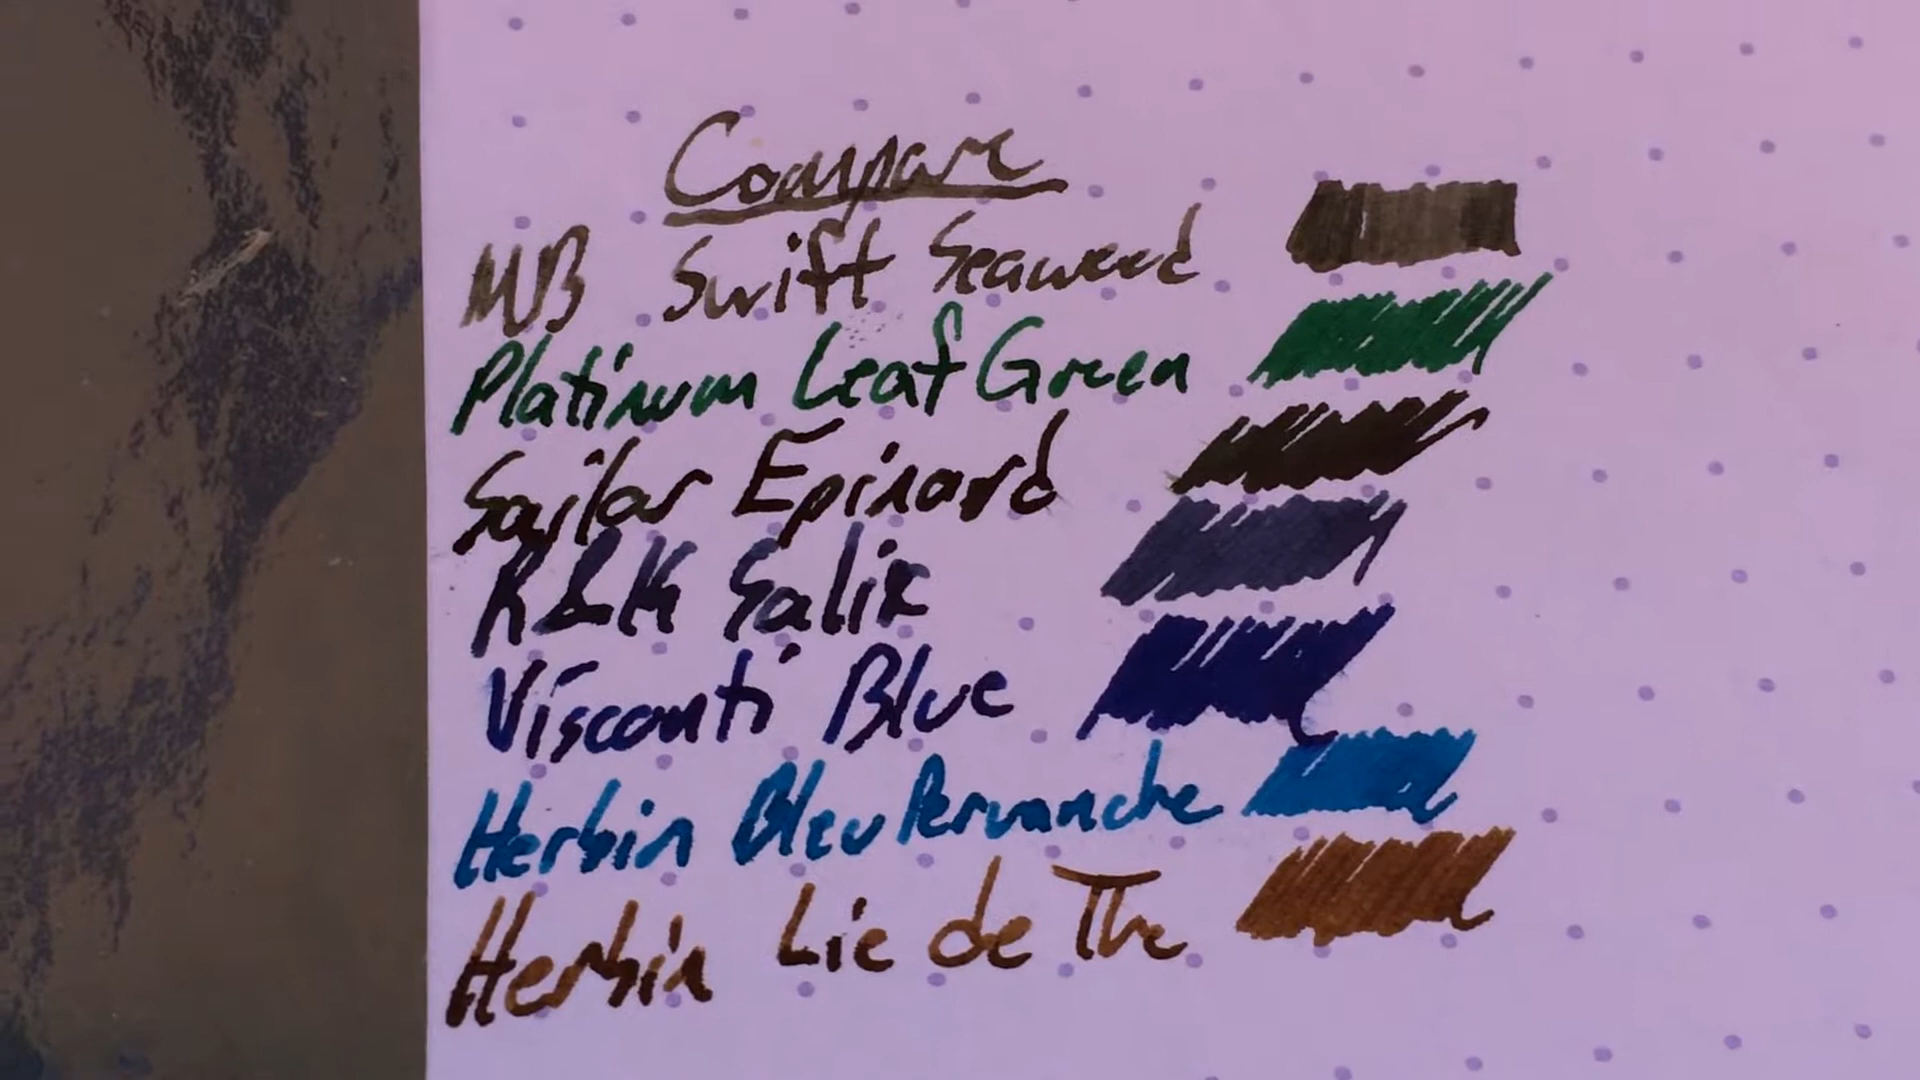 Compare
MB Swift Seaweed
Platinum Leaf Green
Sailor Epinard
R&K Salix
Visconti Blue
Herbin Bleu Pervanche
Herbin Lie de The